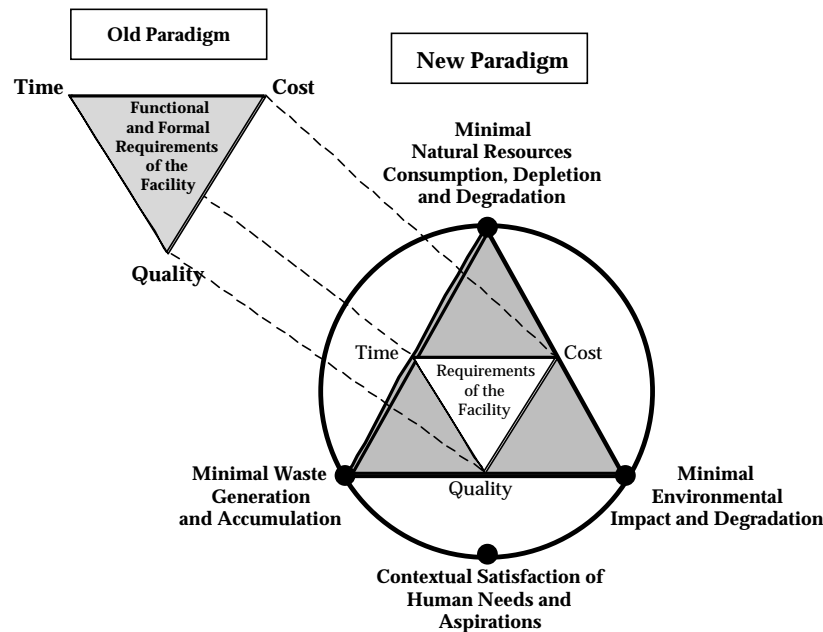 Old Paradigm
New Paradigm
Time
Cost
Functional
and Formal
Requirements
of the
Facility
Quality
Minimal
Natural Resources
Consumption, Depletion
and Degradation
Time
Cost
Requirements
of the
Facility
Quality
Minimal Waste
Generation
and Accumulation
Minimal
Environmental
Impact and Degradation
Contextual Satisfaction of
Human Needs and
Aspirations